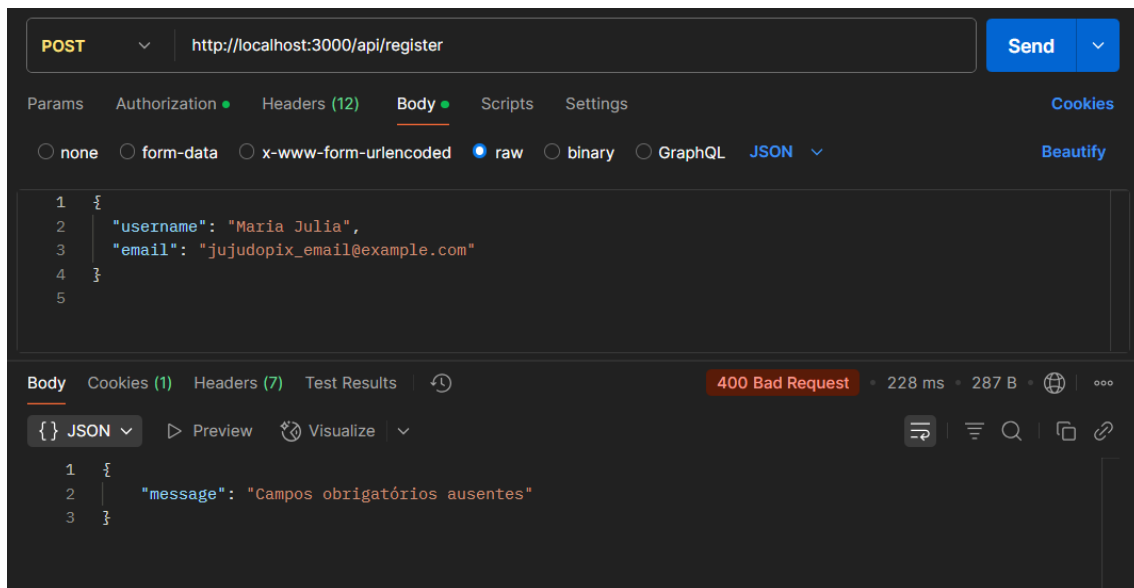 POST http://localhost:3000/api/register Send
Params Authorization Headers (12) Body Scripts Settings Cookies
none form-data x-www-form-urlencoded raw binary GraphQL JSON Beautify
1 {
2 "username": "Maria Julia",
3 "email": "jujudopix_email@example.com"
4 }
5
Body Cookies (1) Headers (7) Test Results 400 Bad Request • 228 ms • 287 B •
{} JSON Preview Visualize
1 {
2 "message": "Campos obrigatórios ausentes"
3 }